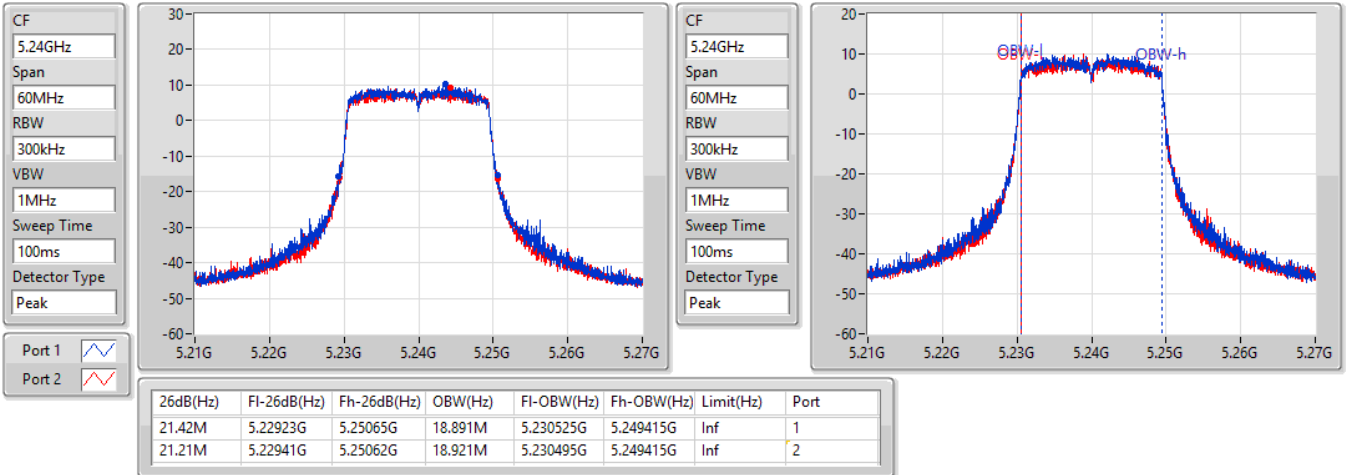 CF
5.24GHz
Span
60MHz
RBW
300kHz
VBW
1MHz
Sweep Time
100ms
Detector Type
Peak
30
20
10
0
-10
-20
-30
-40
-50
-60
5.21G 5.22G 5.23G 5.24G 5.25G 5.26G 5.27G
CF
5.24GHz
Span
60MHz
RBW
300kHz
VBW
1MHz
Sweep Time
100ms
Detector Type
Peak
20
10
0
-10
-20
-30
-40
-50
-60
OBW-l
OBW-h
5.21G 5.22G 5.23G 5.24G 5.25G 5.26G 5.27G
Port 1
Port 2
26dB(Hz) Fl-26dB(Hz) Fh-26dB(Hz) OBW(Hz) Fl-OBW(Hz) Fh-OBW(Hz) Limit(Hz) Port
21.42M 5.22923G 5.25065G 18.891M 5.230525G 5.249415G Inf 1
21.21M 5.22941G 5.25062G 18.921M 5.230495G 5.249415G Inf 2